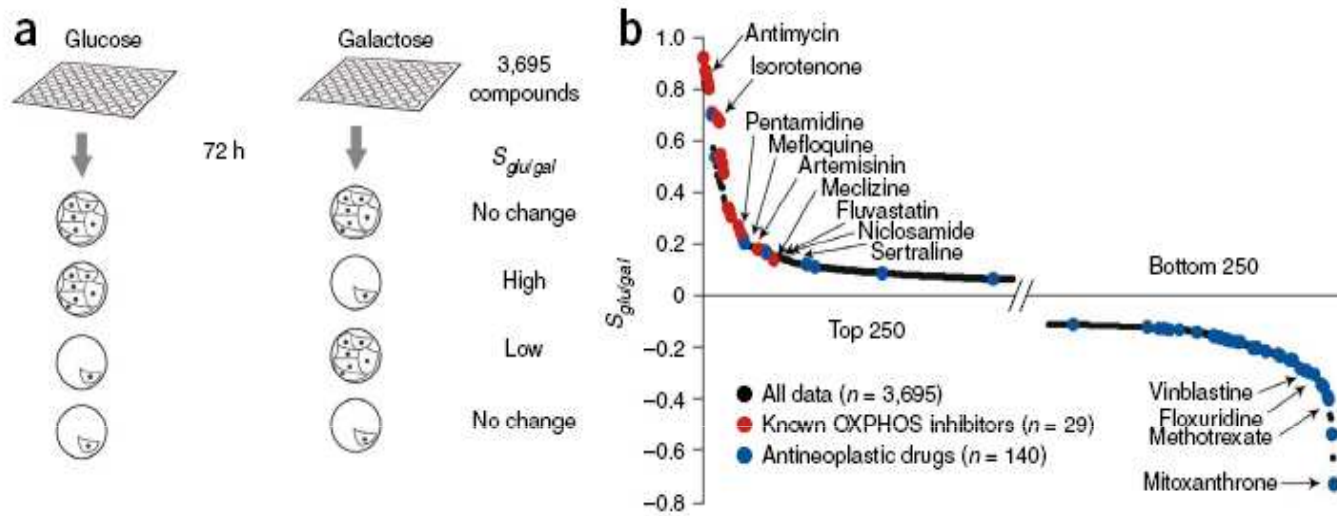 a
Glucose
Galactose
3,695
compounds
72 h
S glu/gal
No change
High
Low
No change
b
1.0
0.8
0.6
0.4
0.2
0
−0.2
−0.4
−0.6
−0.8
S glu/gal
Antimycin
Isorotenone
Pentamidine
Mefloquine
Artemisinin
Meclizine
Fluvastatin
Niclosamide
Sertraline
Bottom 250
Top 250
All data (n = 3,695)
Known OXPHOS inhibitors (n = 29)
Antineoplastic drugs (n = 140)
Vinblastine
Floxuridine
Methotrexate
Mitoxanthrone